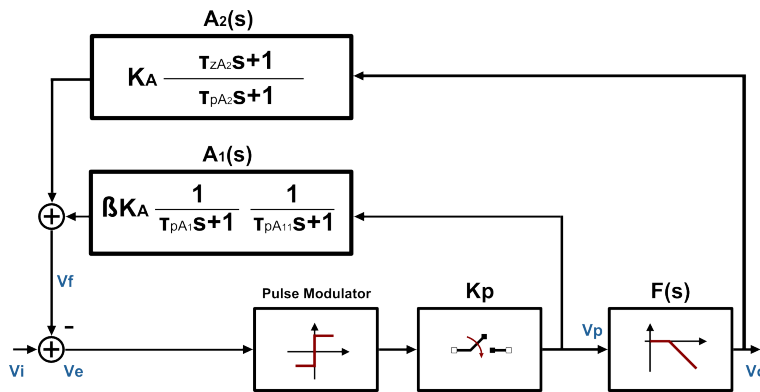 A2(s)
KA τzA2s+1
τpA2s+1
A1(s)
ßKA 1 1
τpA1s+1 τpA11s+1
+
Vf
Pulse Modulator
Kp
F(s)
-
+
Vi
Ve
Vp